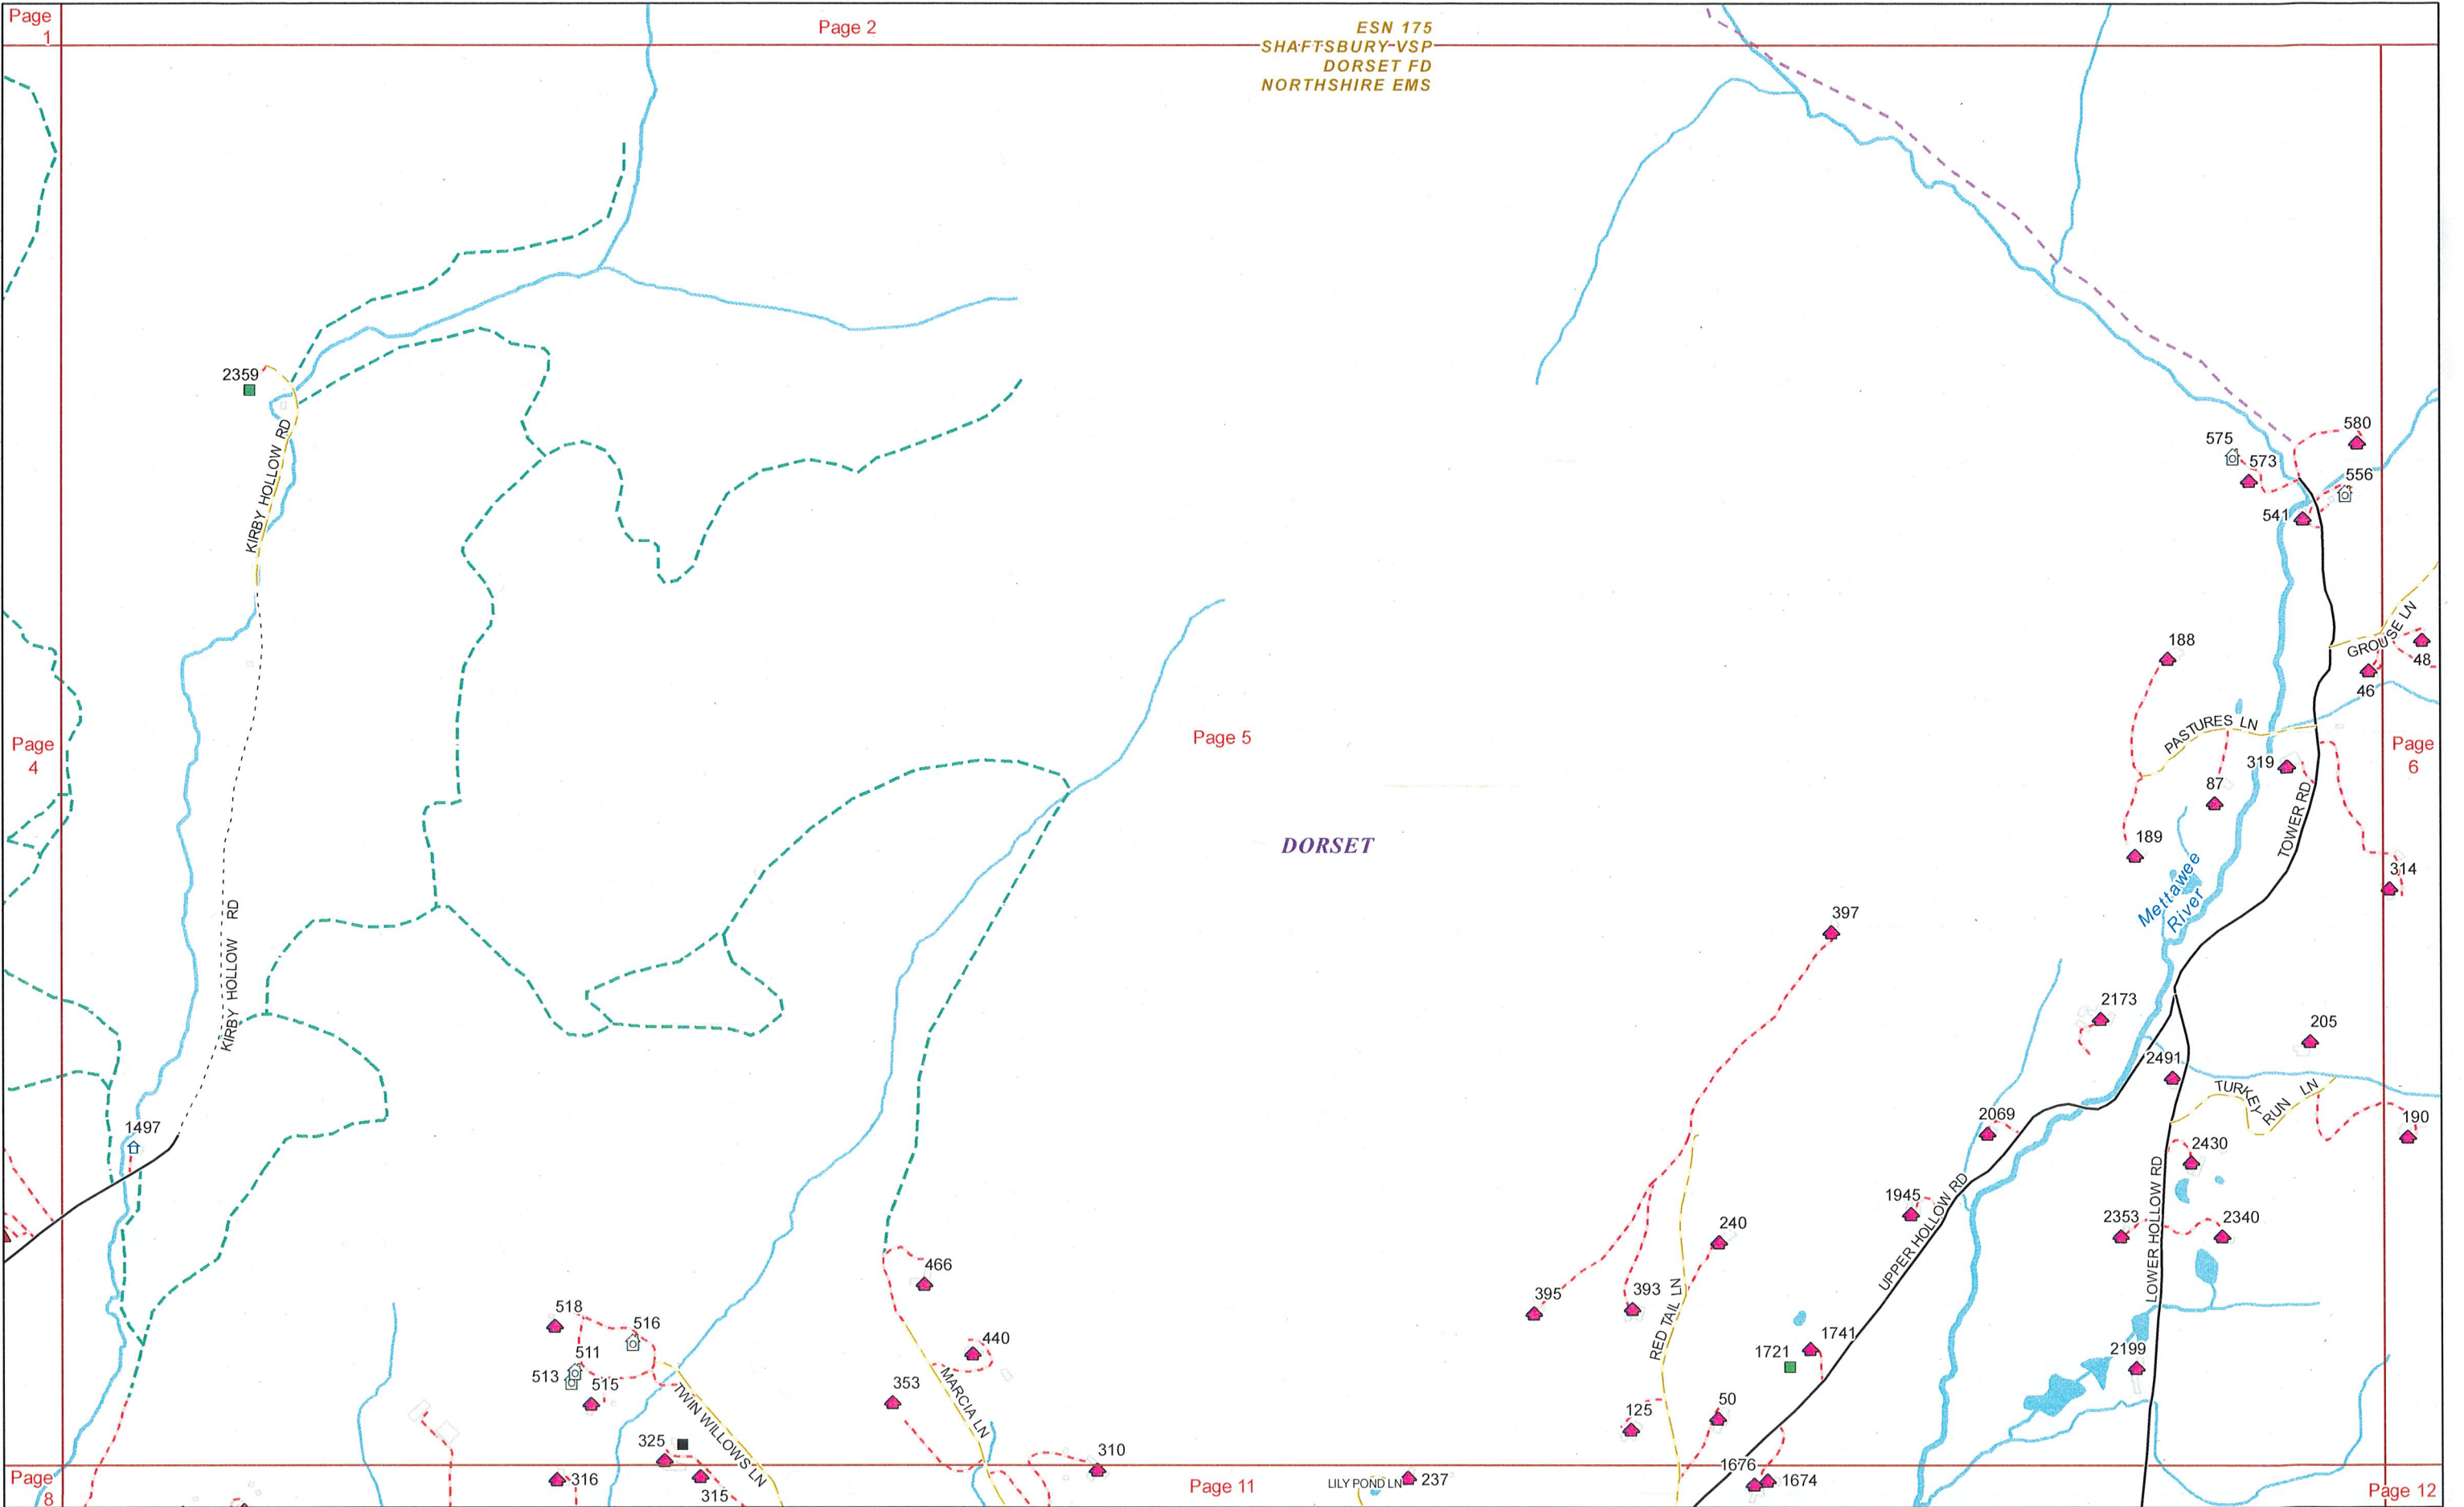 Page
1
Page 2
ESN 175
SHAFTSBURY VSP
DORSET FD
NORTHSHIRE EMS
2359
KIRBY HOLLOW RD
580
575
573
556
541
GROUSE LN
48
46
188
PASTURES LN
Page
4
Page 5
Page
6
319
87
TOWER RD
DORSET
189
314
Mettawee
River
397
KIRBY HOLLOW RD
2173
205
2491
TURKEY RUN LN
1497
2069
190
2430
1945
UPPER HOLLOW RD
LOWER HOLLOW RD
2353
2340
240
466
395
393
RED TAIL LN
518
516
511
513
515
440
1741
1721
2199
353
MARCIA LN
TWIN WILLOWS LN
125
50
325
310
1676
Page
8
316
315
Page 11
LILY POND LN
237
1674
Page 12